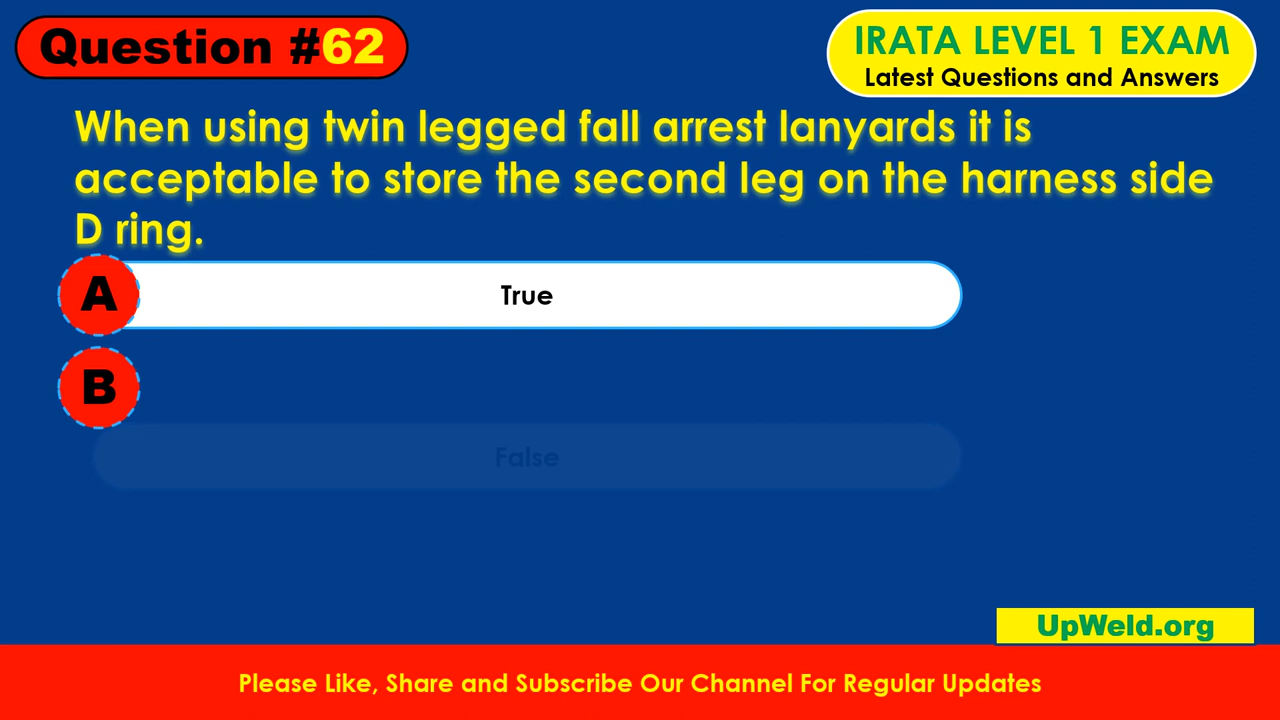 Question #62
IRATA LEVEL 1 EXAM
Latest Questions and Answers
When using twin legged fall arrest lanyards it is
acceptable to store the second leg on the harness side
D ring.
A
True
B
False
UpWeld.org
Please Like, Share and Subscribe Our Channel For Regular Updates